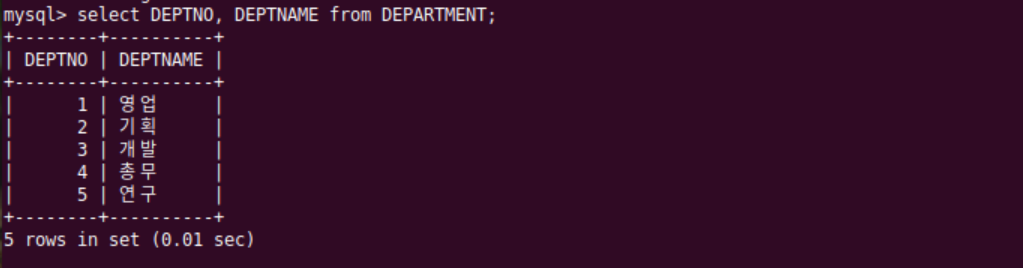 mysql> select DEPTNO, DEPTNAME from DEPARTMENT;
+--------+----------+
| DEPTNO | DEPTNAME |
+--------+----------+
|      1 | 영업     |
|      2 | 기획     |
|      3 | 개발     |
|      4 | 총무     |
|      5 | 연구     |
+--------+----------+
5 rows in set (0.01 sec)